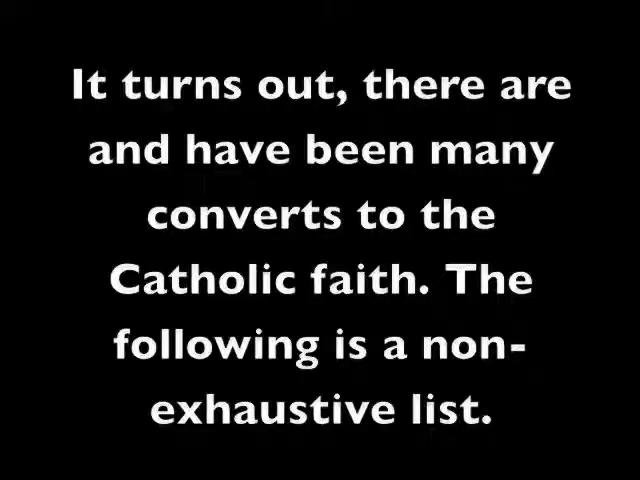 It turns out, there are
and have been many
converts to the
Catholic faith. The
following is a non-
exhaustive list.